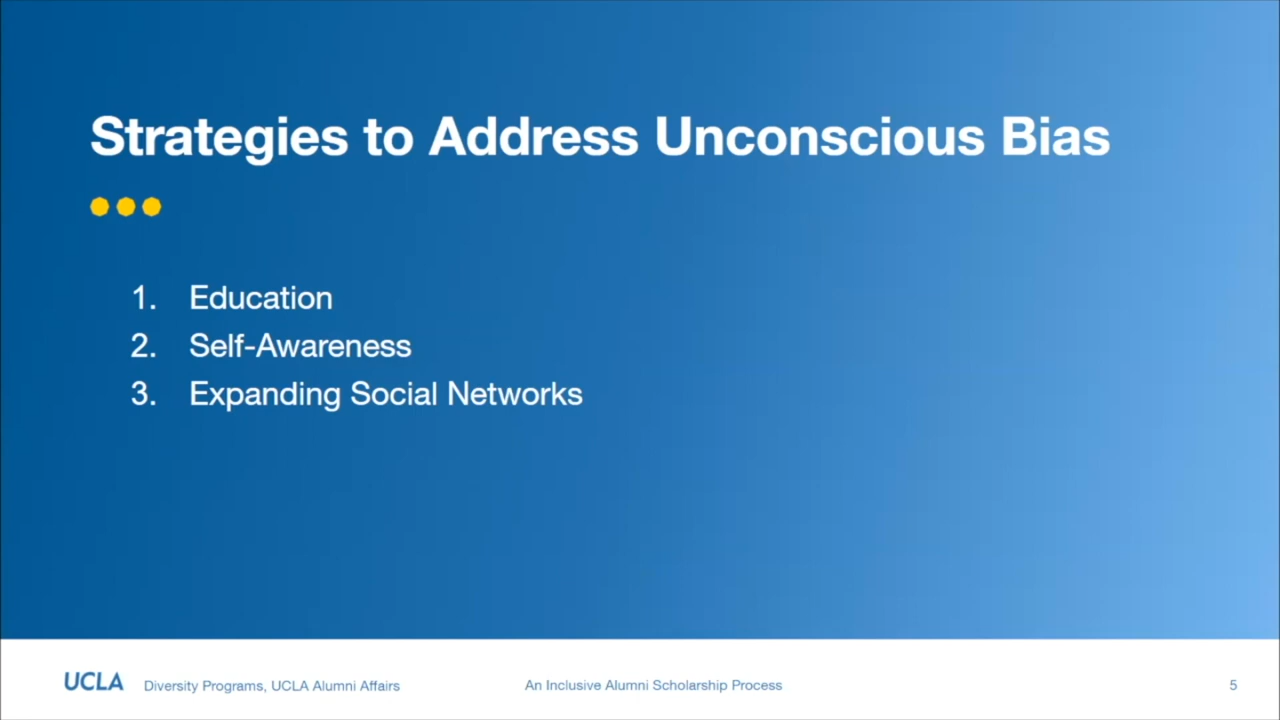 Strategies to Address Unconscious Bias
1. Education
2. Self-Awareness
3. Expanding Social Networks
UCLA Diversity Programs, UCLA Alumni Affairs An Inclusive Alumni Scholarship Process 5